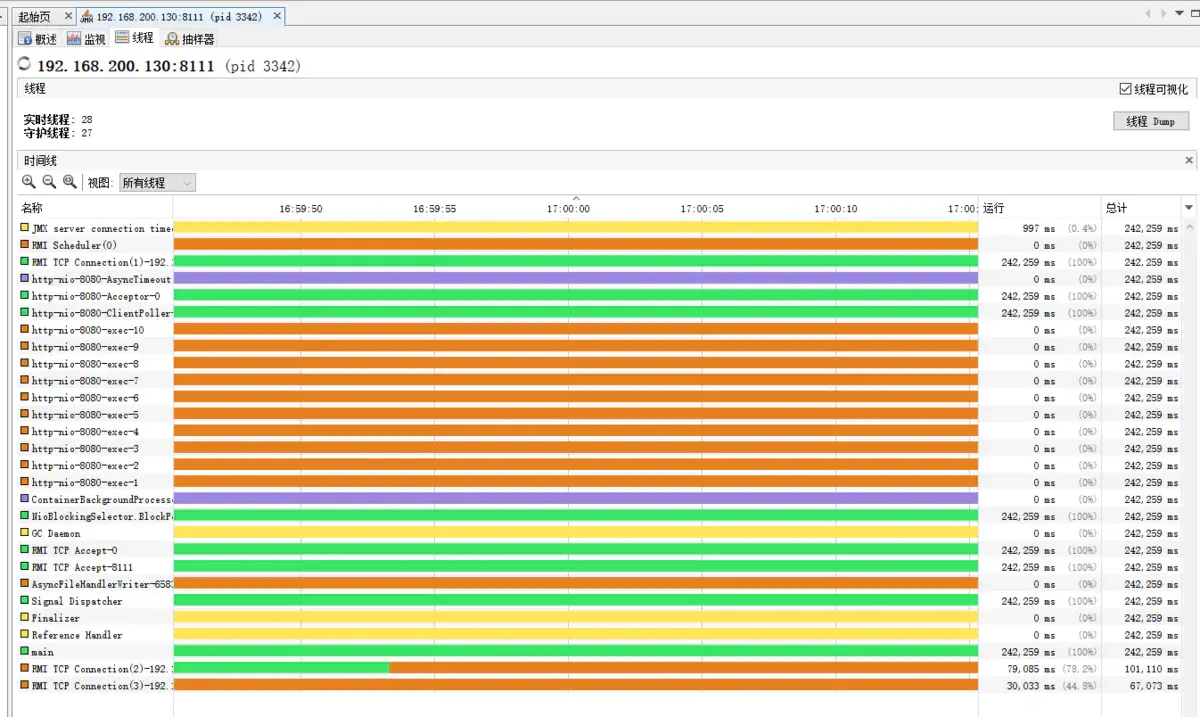 起始页 × 192.168.200.130:8111 (pid 3342) ×
概述 监视 线程 抽样器
192.168.200.130:8111 (pid 3342)
线程 线程可视化
实时线程: 28
守护线程: 27
线程 Dump
时间线 ×
视图: 所有线程
名称 16:59:50 16:59:55 17:00:00 17:00:05 17:00:10 17:00: 运行 总计
JMX server connection time 997 ms (0.4%) 242,259 ms
RMI Scheduler(0) 0 ms (0%) 242,259 ms
RMI TCP Connection(1)-192. 242,259 ms (100%) 242,259 ms
http-nio-8080-AsyncTimeout 0 ms (0%) 242,259 ms
http-nio-8080-Acceptor-0 242,259 ms (100%) 242,259 ms
http-nio-8080-ClientPoller- 242,259 ms (100%) 242,259 ms
http-nio-8080-exec-10 0 ms (0%) 242,259 ms
http-nio-8080-exec-9 0 ms (0%) 242,259 ms
http-nio-8080-exec-8 0 ms (0%) 242,259 ms
http-nio-8080-exec-7 0 ms (0%) 242,259 ms
http-nio-8080-exec-6 0 ms (0%) 242,259 ms
http-nio-8080-exec-5 0 ms (0%) 242,259 ms
http-nio-8080-exec-4 0 ms (0%) 242,259 ms
http-nio-8080-exec-3 0 ms (0%) 242,259 ms
http-nio-8080-exec-2 0 ms (0%) 242,259 ms
http-nio-8080-exec-1 0 ms (0%) 242,259 ms
ContainerBackgroundProcess 0 ms (0%) 242,259 ms
NioBlockingSelector.BlockP 242,259 ms (100%) 242,259 ms
GC Daemon 0 ms (0%) 242,259 ms
RMI TCP Accept-0 242,259 ms (100%) 242,259 ms
RMI TCP Accept-8111 242,259 ms (100%) 242,259 ms
AsyncFileHandlerWriter-658 0 ms (0%) 242,259 ms
Signal Dispatcher 242,259 ms (100%) 242,259 ms
Finalizer 0 ms (0%) 242,259 ms
Reference Handler 0 ms (0%) 242,259 ms
main 242,259 ms (100%) 242,259 ms
RMI TCP Connection(2)-192. 79,085 ms (78.2%) 101,110 ms
RMI TCP Connection(3)-192. 30,033 ms (44.8%) 67,073 ms